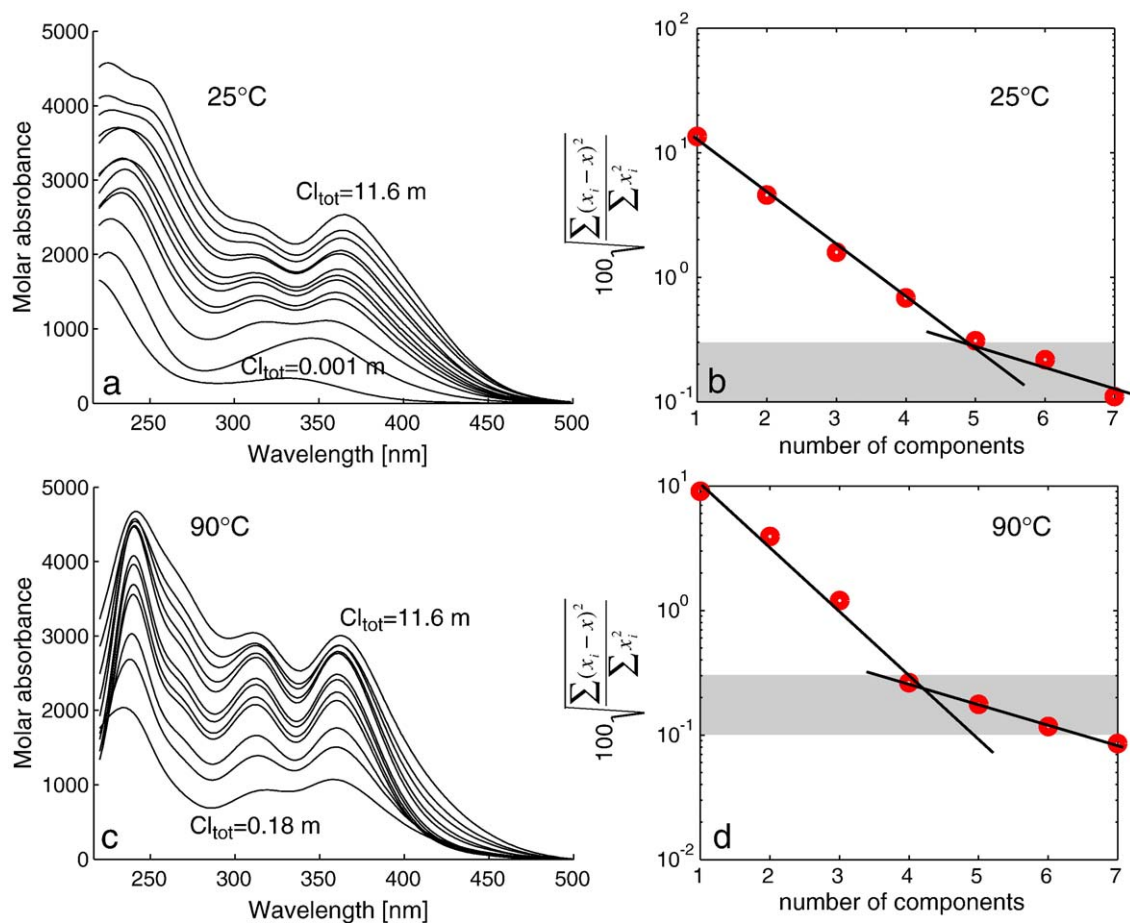 5000
4000
3000
2000
1000
0
Molar absrobance
25°C
Cl_tot=11.6 m
Cl_tot=0.001 m
a
250 300 350 400 450 500
Wavelength [nm]
10^2
10^1
10^0
10^-1
100 √(∑(x_i − x)^2 / ∑x_i^2)
25°C
b
1 2 3 4 5 6 7
number of components
5000
4000
3000
2000
1000
0
Molar absorbance
90°C
Cl_tot=11.6 m
Cl_tot=0.18 m
c
250 300 350 400 450 500
Wavelength [nm]
10^1
10^0
10^-1
10^-2
100 √(∑(x_i − x)^2 / ∑x_i^2)
90°C
d
1 2 3 4 5 6 7
number of components